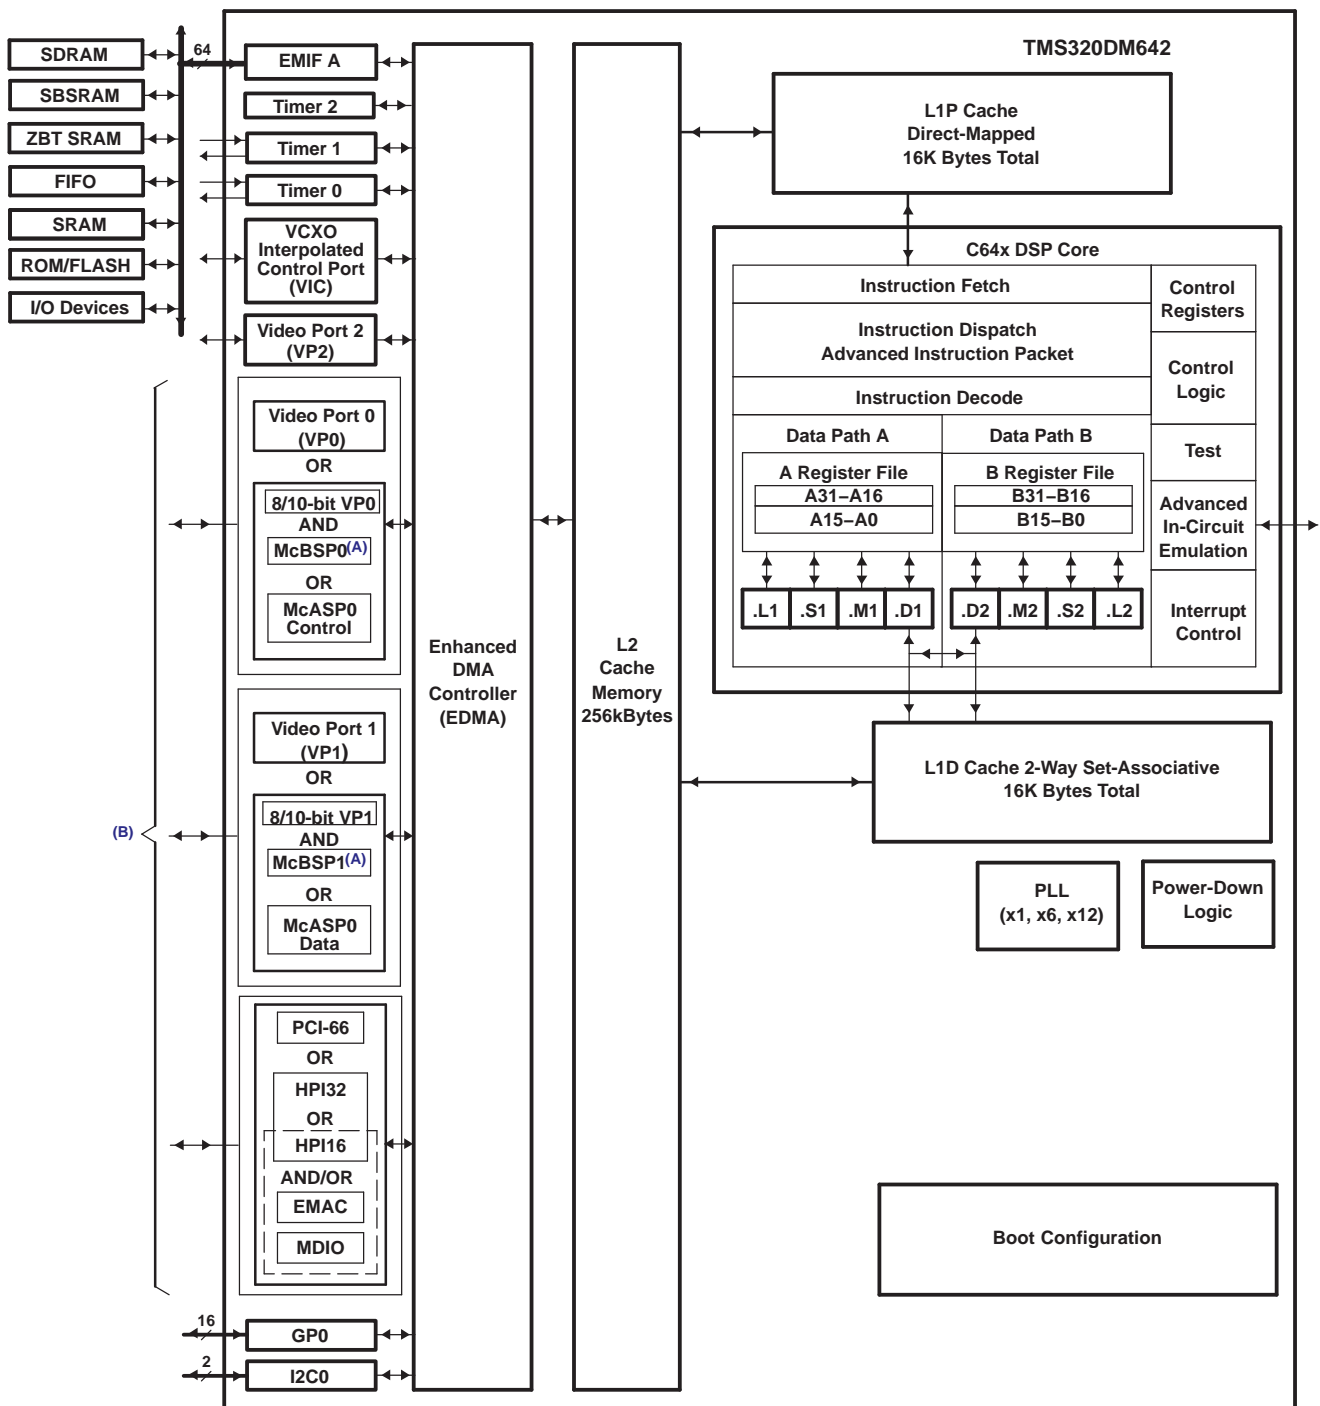 TMS320DM642
SDRAM
SBSRAM
ZBT SRAM
FIFO
SRAM
ROM/FLASH
I/O Devices
64
EMIF A
Timer 2
Timer 1
Timer 0
VCXO
Interpolated
Control Port
(VIC)
Video Port 2
(VP2)
(B)
Video Port 0
(VP0)
OR
8/10-bit VP0
AND
McBSP0(A)
OR
McASP0
Control
Video Port 1
(VP1)
OR
8/10-bit VP1
AND
McBSP1(A)
OR
McASP0
Data
PCI-66
OR
HPI32
OR
HPI16
AND/OR
EMAC
MDIO
16
GP0
2
I2C0
Enhanced
DMA
Controller
(EDMA)
L2
Cache
Memory
256kBytes
L1P Cache
Direct-Mapped
16K Bytes Total
C64x DSP Core
Instruction Fetch
Instruction Dispatch
Advanced Instruction Packet
Instruction Decode
Data Path A
A Register File
A31–A16
A15–A0
.L1 .S1 .M1 .D1
Data Path B
B Register File
B31–B16
B15–B0
.D2 .M2 .S2 .L2
Control
Registers
Control
Logic
Test
Advanced
In-Circuit
Emulation
Interrupt
Control
L1D Cache 2-Way Set-Associative
16K Bytes Total
PLL
(x1, x6, x12)
Power-Down
Logic
Boot Configuration